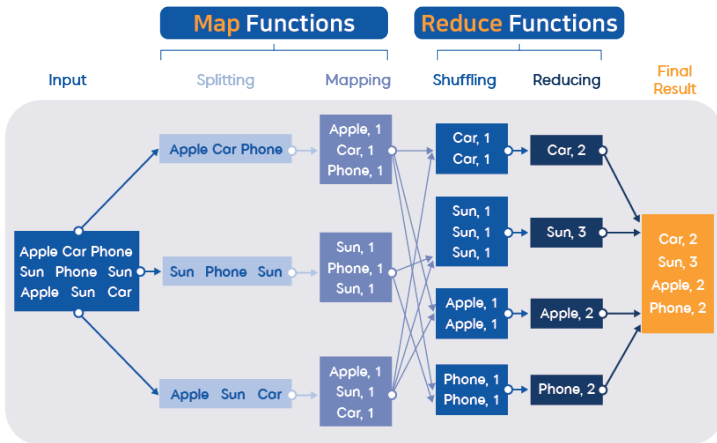 Map Functions
Reduce Functions
Input
Splitting
Mapping
Shuffling
Reducing
Final
Result
Apple Car Phone
Sun Phone Sun
Apple Sun Car
Apple Car Phone
Sun Phone Sun
Apple Sun Car
Apple, 1
Car, 1
Phone, 1
Sun, 1
Phone, 1
Sun, 1
Apple, 1
Sun, 1
Car, 1
Car, 1
Car, 1
Sun, 1
Sun, 1
Sun, 1
Apple, 1
Apple, 1
Phone, 1
Phone, 1
Car, 2
Sun, 3
Apple, 2
Phone, 2
Car, 2
Sun, 3
Apple, 2
Phone, 2